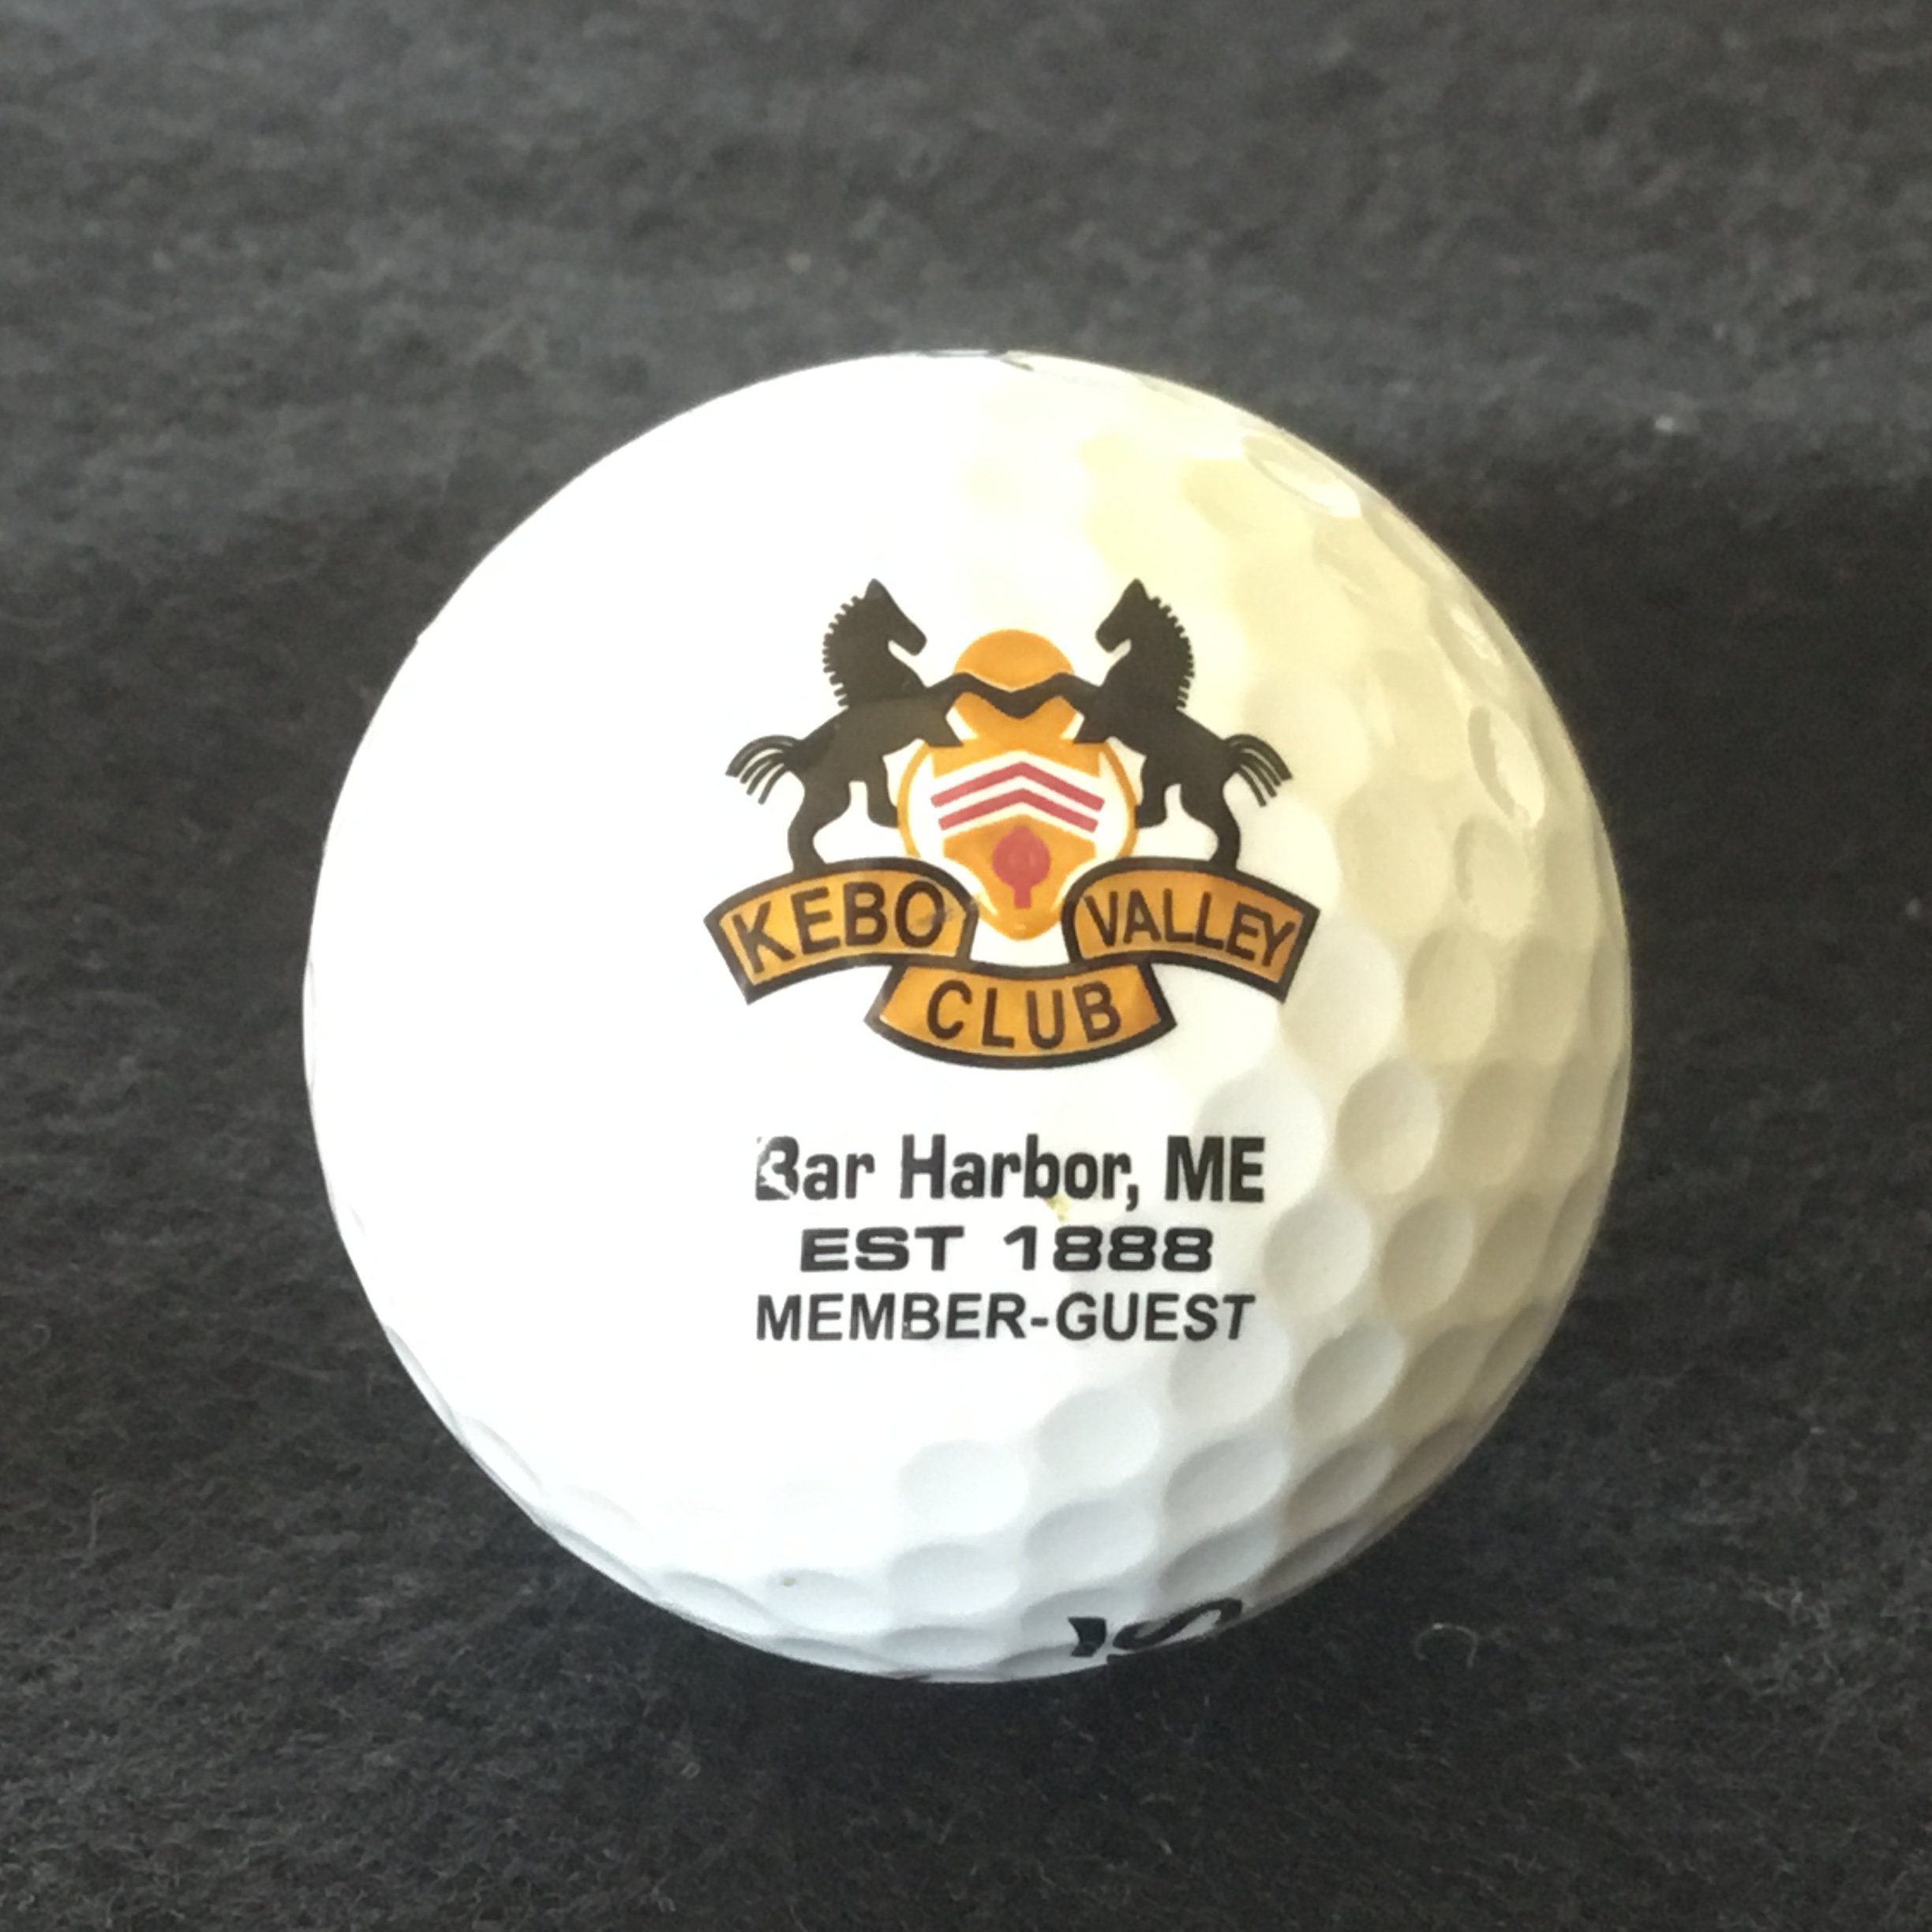 KEBO VALLEY
CLUB
Bar Harbor, ME
EST 1888
MEMBER-GUEST